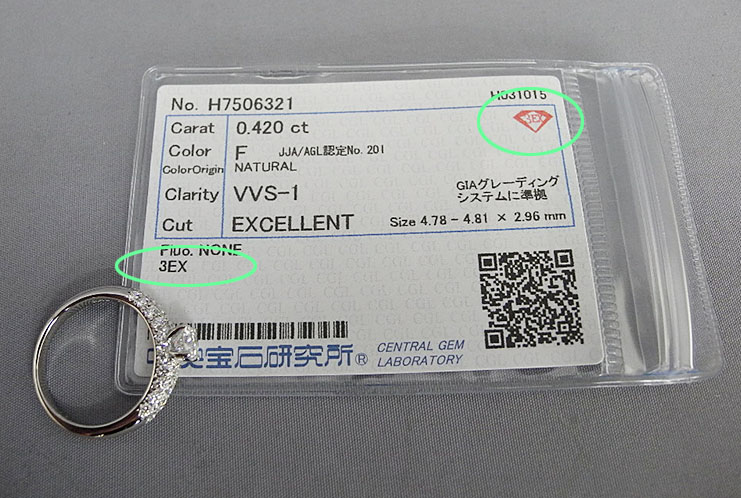 No. H7506321
H031015
3EX
Carat 0.420 ct
Color F JJA/AGL認定No. 201
ColorOrigin NATURAL
Clarity VVS-1
GIAグレーディング
システムに準拠
Cut EXCELLENT Size 4.78 - 4.81 × 2.96 mm
Fluo. NONE
3EX
宝石研究所®
CENTRAL GEM
LABORATORY